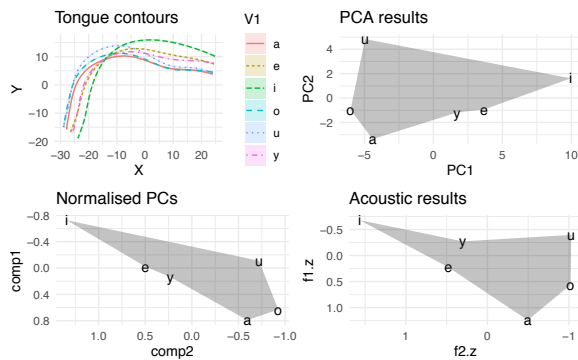 Tongue contours
Y
10
0
−10
−20
−30 −20 −10 0 10 20
X
V1
a
e
i
o
u
y
PCA results
PC2
4
2
0
−2
u
i
o
y
e
a
−5 0 5 10
PC1
Normalised PCs
comp1
−0.8
−0.4
0.0
0.4
0.8
i
e
y
u
o
a
1.0 0.5 0.0 −0.5 −1.0
comp2
Acoustic results
f1.z
−0.5
0.0
0.5
1.0
i
y
u
e
o
a
1 0 −1
f2.z